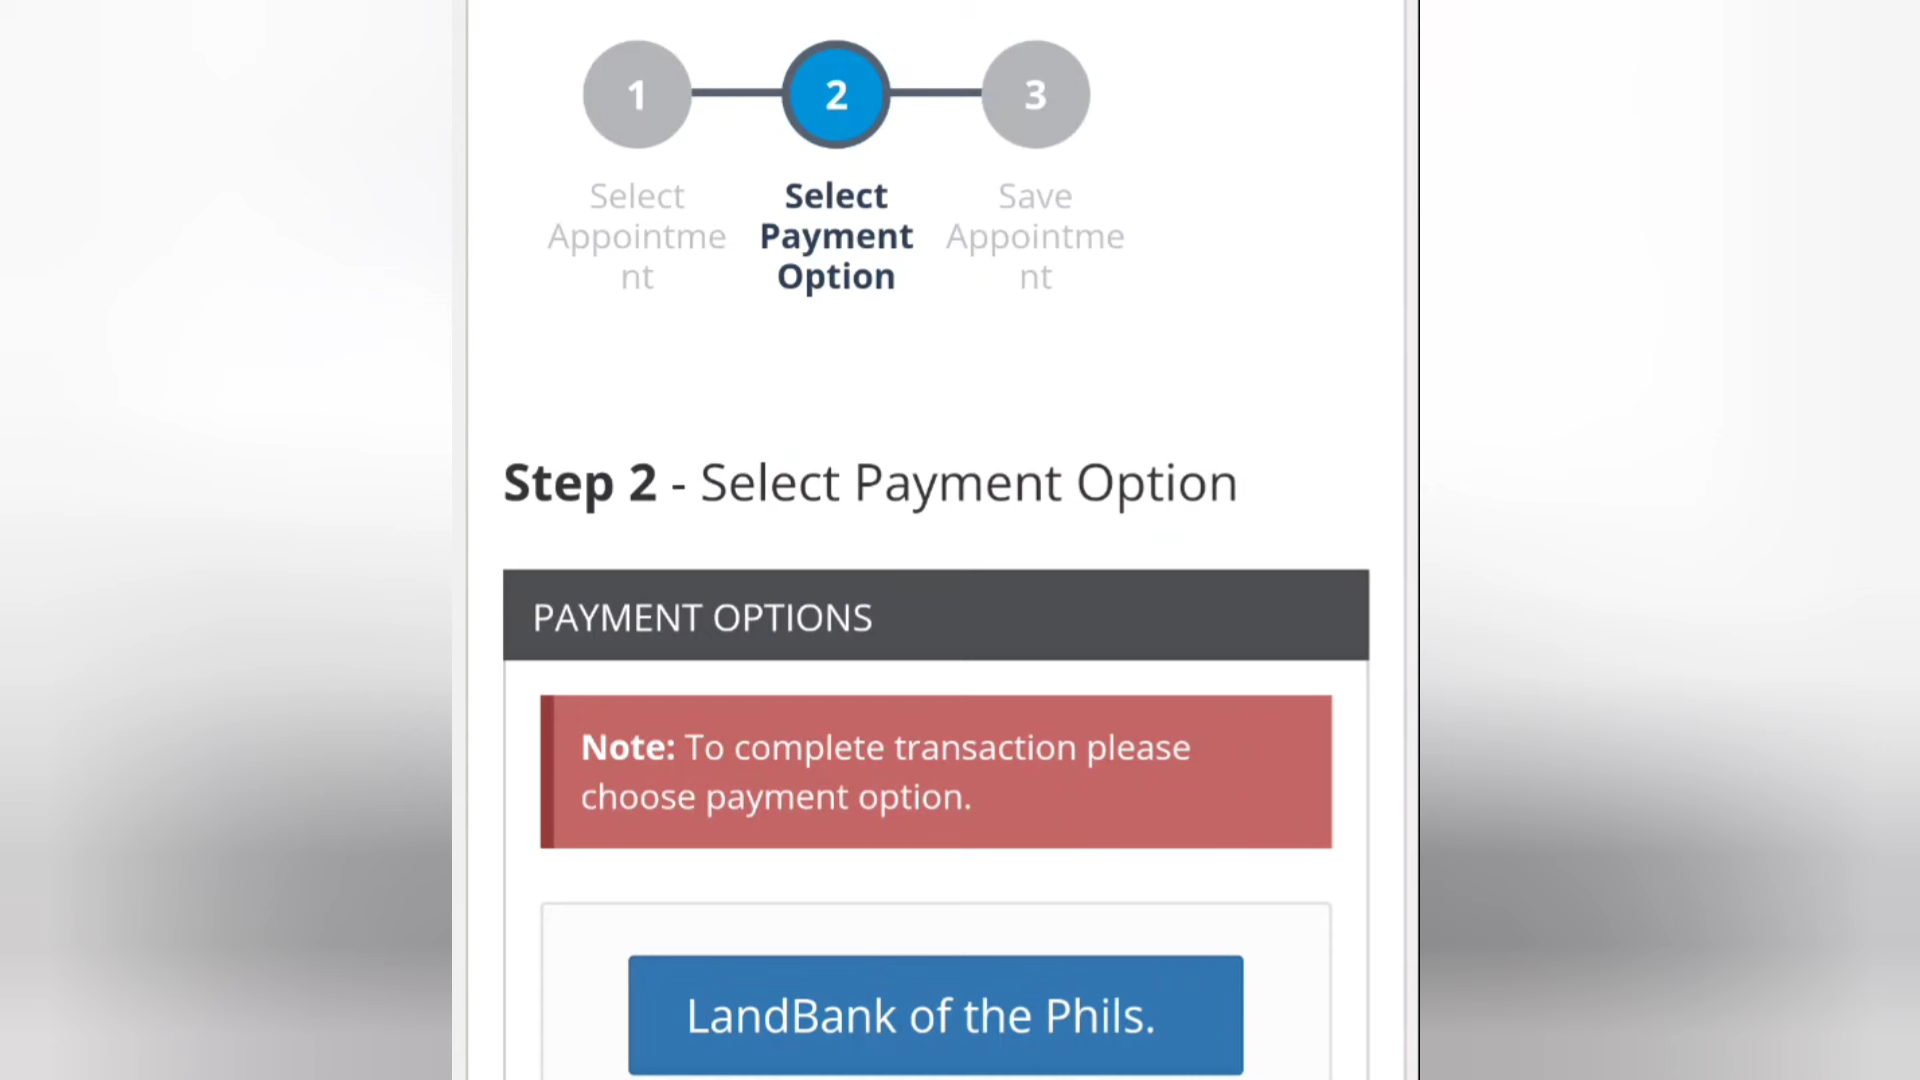 1
2
3
Select
Appointme
nt
Select
Payment
Option
Save
Appointme
nt
Step 2 - Select Payment Option
PAYMENT OPTIONS
Note: To complete transaction please
choose payment option.
LandBank of the Phils.